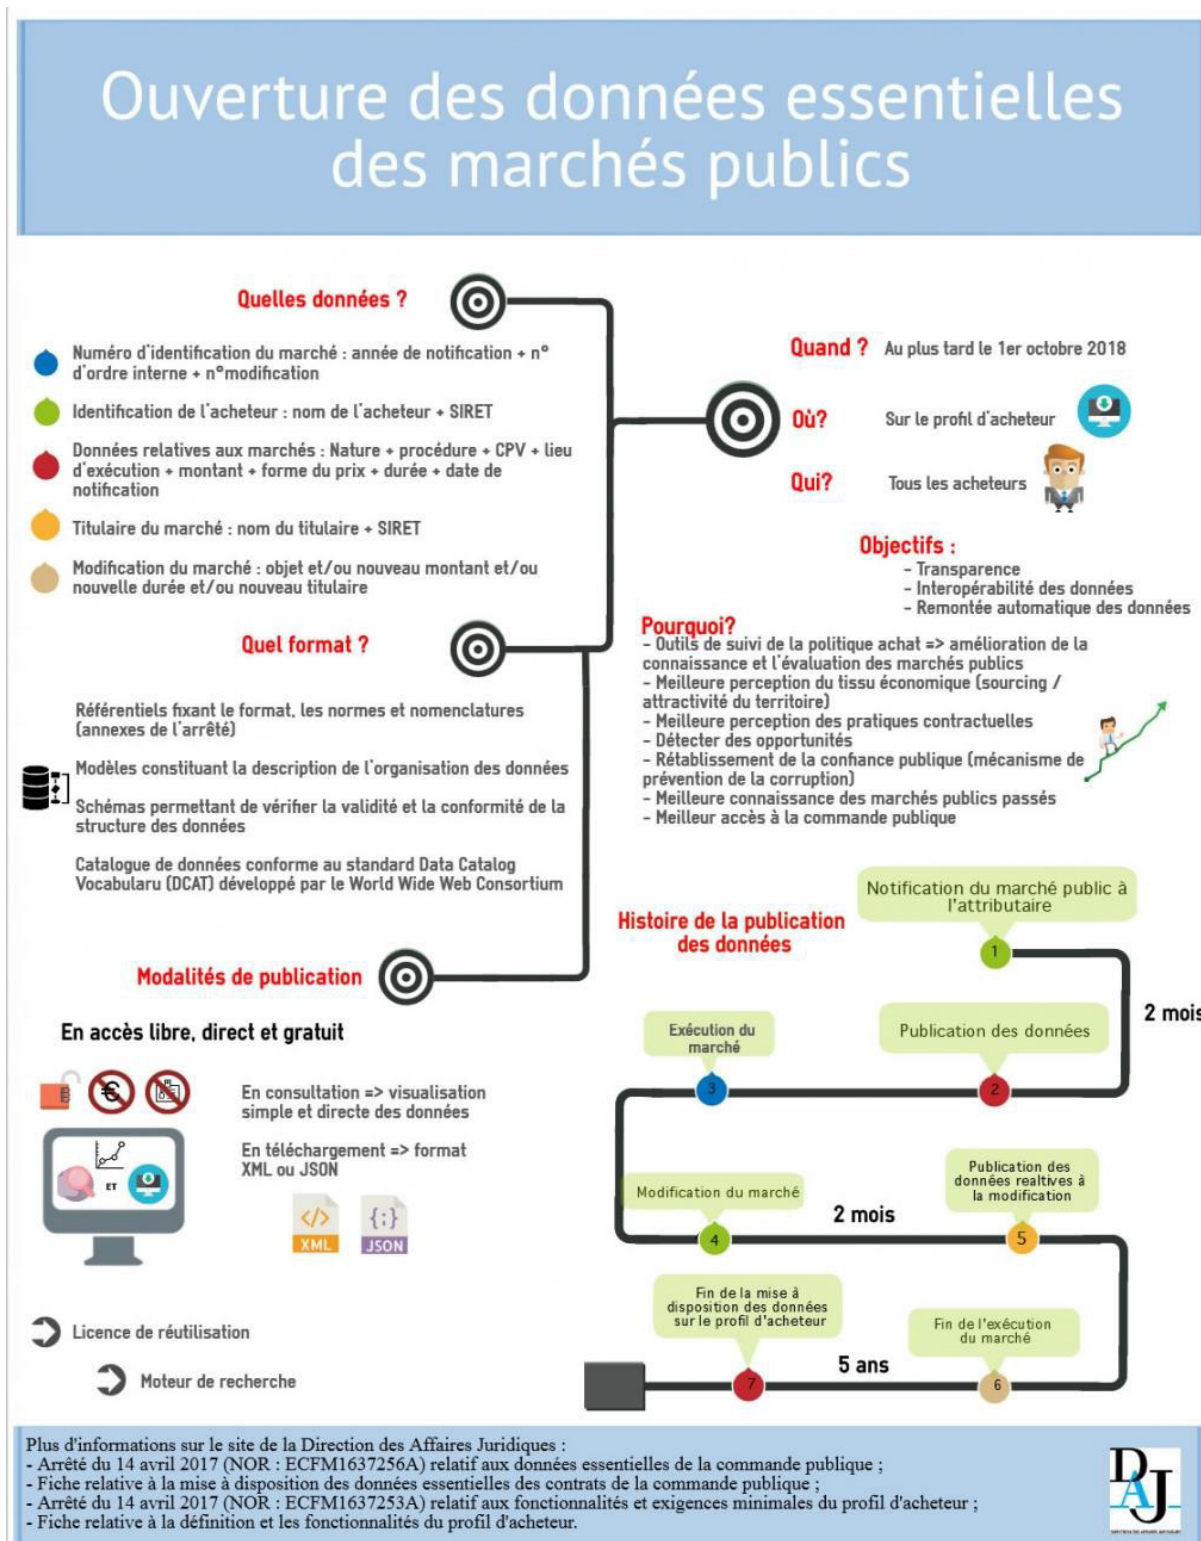 Ouverture des données essentielles
des marchés publics
Quelles données ?
Numéro d'identification du marché : année de notification + n°
d'ordre interne + n°modification
Identification de l'acheteur : nom de l'acheteur + SIRET
Données relatives aux marchés : Nature + procédure + CPV + lieu
d'exécution + montant + forme du prix + durée + date de
notification
Titulaire du marché : nom du titulaire + SIRET
Modification du marché : objet et/ou nouveau montant et/ou
nouvelle durée et/ou nouveau titulaire
Quand ? Au plus tard le 1er octobre 2018
Où? Sur le profil d'acheteur
Qui? Tous les acheteurs
Objectifs :
- Transparence
- Interopérabilité des données
- Remontée automatique des données
Pourquoi?
- Outils de suivi de la politique achat => amélioration de la
connaissance et l'évaluation des marchés publics
- Meilleure perception du tissu économique (sourcing /
attractivité du territoire)
- Meilleure perception des pratiques contractuelles
- Détecter des opportunités
- Rétablissement de la confiance publique (mécanisme de
prévention de la corruption)
- Meilleure connaissance des marchés publics passés
- Meilleur accès à la commande publique
Quel format ?
Référentiels fixant le format, les normes et nomenclatures
(annexes de l'arrêté)
Modèles constituant la description de l'organisation des données
Schémas permettant de vérifier la validité et la conformité de la
structure des données
Catalogue de données conforme au standard Data Catalog
Vocabularu (DCAT) développé par le World Wide Web Consortium
Modalités de publication
En accès libre, direct et gratuit
€
En consultation => visualisation
simple et directe des données
En téléchargement => format
XML ou JSON
ET
</>
XML
{;}
JSON
Licence de réutilisation
Moteur de recherche
Histoire de la publication
des données
Notification du marché public à
l'attributaire
1
2 mois
Publication des données
2
Exécution du
marché
3
Modification du marché
4
2 mois
Publication des
données realtives à
la modification
5
Fin de l'exécution
du marché
6
5 ans
Fin de la mise à
disposition des données
sur le profil d'acheteur
7
Plus d'informations sur le site de la Direction des Affaires Juridiques :
- Arrêté du 14 avril 2017 (NOR : ECFM1637256A) relatif aux données essentielles de la commande publique ;
- Fiche relative à la mise à disposition des données essentielles des contrats de la commande publique ;
- Arrêté du 14 avril 2017 (NOR : ECFM1637253A) relatif aux fonctionnalités et exigences minimales du profil d'acheteur ;
- Fiche relative à la définition et les fonctionnalités du profil d'acheteur.
DAJ
DIRECTION DES AFFAIRES JURIDIQUES